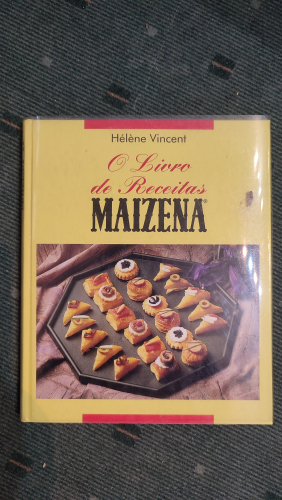 Hélène Vincent
O Livro
de Receitas
MAIZENA®